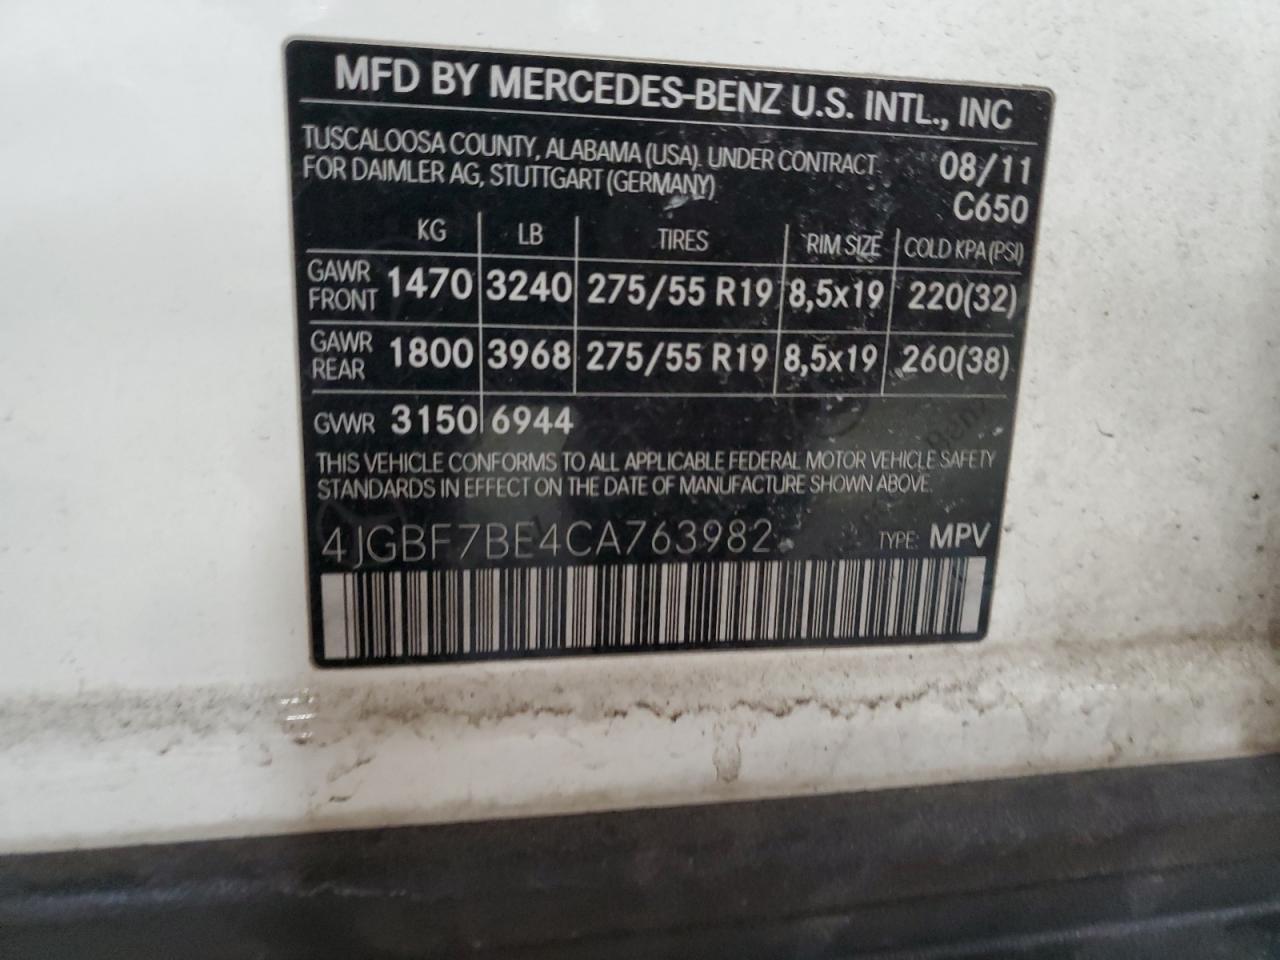 MFD BY MERCEDES-BENZ U.S. INTL., INC
TUSCALOOSA COUNTY, ALABAMA (USA). UNDER CONTRACT 08/11
FOR DAIMLER AG, STUTTGART (GERMANY) C650
KG LB TIRES RIM SIZE COLD KPA (PSI)
GAWR FRONT 1470 3240 275/55 R19 8,5x19 220(32)
GAWR REAR 1800 3968 275/55 R19 8,5x19 260(38)
GVWR 3150 6944
THIS VEHICLE CONFORMS TO ALL APPLICABLE FEDERAL MOTOR VEHICLE SAFETY
STANDARDS IN EFFECT ON THE DATE OF MANUFACTURE SHOWN ABOVE.
4JGBF7BE4CA763982 TYPE: MPV